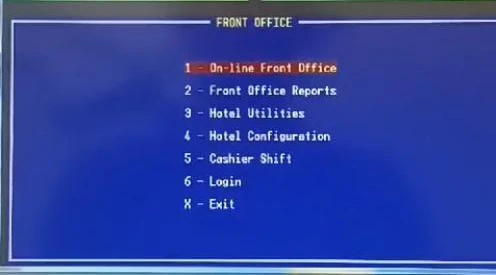 FRONT OFFICE
1 - On-line Front Office
2 - Front Office Reports
3 - Hotel Utilities
4 - Hotel Configuration
5 - Cashier Shift
6 - Login
X - Exit